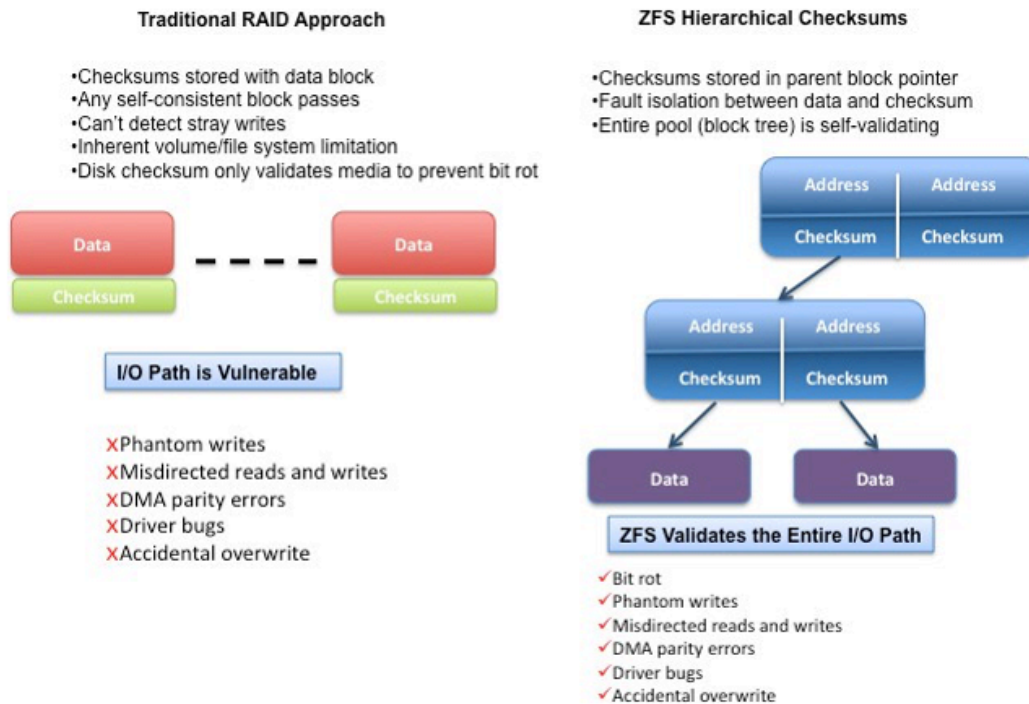 Traditional RAID Approach
•Checksums stored with data block
•Any self-consistent block passes
•Can't detect stray writes
•Inherent volume/file system limitation
•Disk checksum only validates media to prevent bit rot
Data
Checksum
Data
Checksum
I/O Path is Vulnerable
XPhantom writes
XMisdirected reads and writes
XDMA parity errors
XDriver bugs
XAccidental overwrite
ZFS Hierarchical Checksums
•Checksums stored in parent block pointer
•Fault isolation between data and checksum
•Entire pool (block tree) is self-validating
Address Address
Checksum Checksum
Address Address
Checksum Checksum
Data Data
ZFS Validates the Entire I/O Path
✓Bit rot
✓Phantom writes
✓Misdirected reads and writes
✓DMA parity errors
✓Driver bugs
✓Accidental overwrite